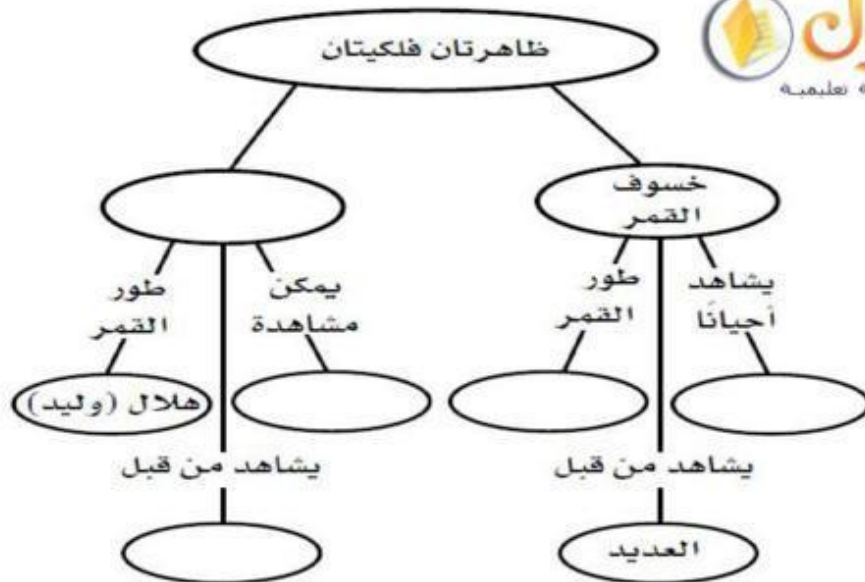 ظاهرتان فلكيتان
خسوف
القمر
يشاهد
أحيانًا
طور
القمر
يمكن
مشاهدة
طور
القمر
هلال (وليد)
يشاهد من قبل
يشاهد من قبل
العديد
تعليمية